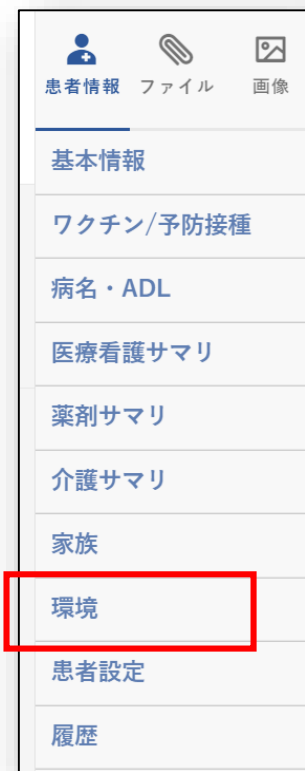 患者情報 ファイル 画像
基本情報
ワクチン/予防接種
病名・ADL
医療看護サマリ
薬剤サマリ
介護サマリ
家族
環境
患者設定
履歴